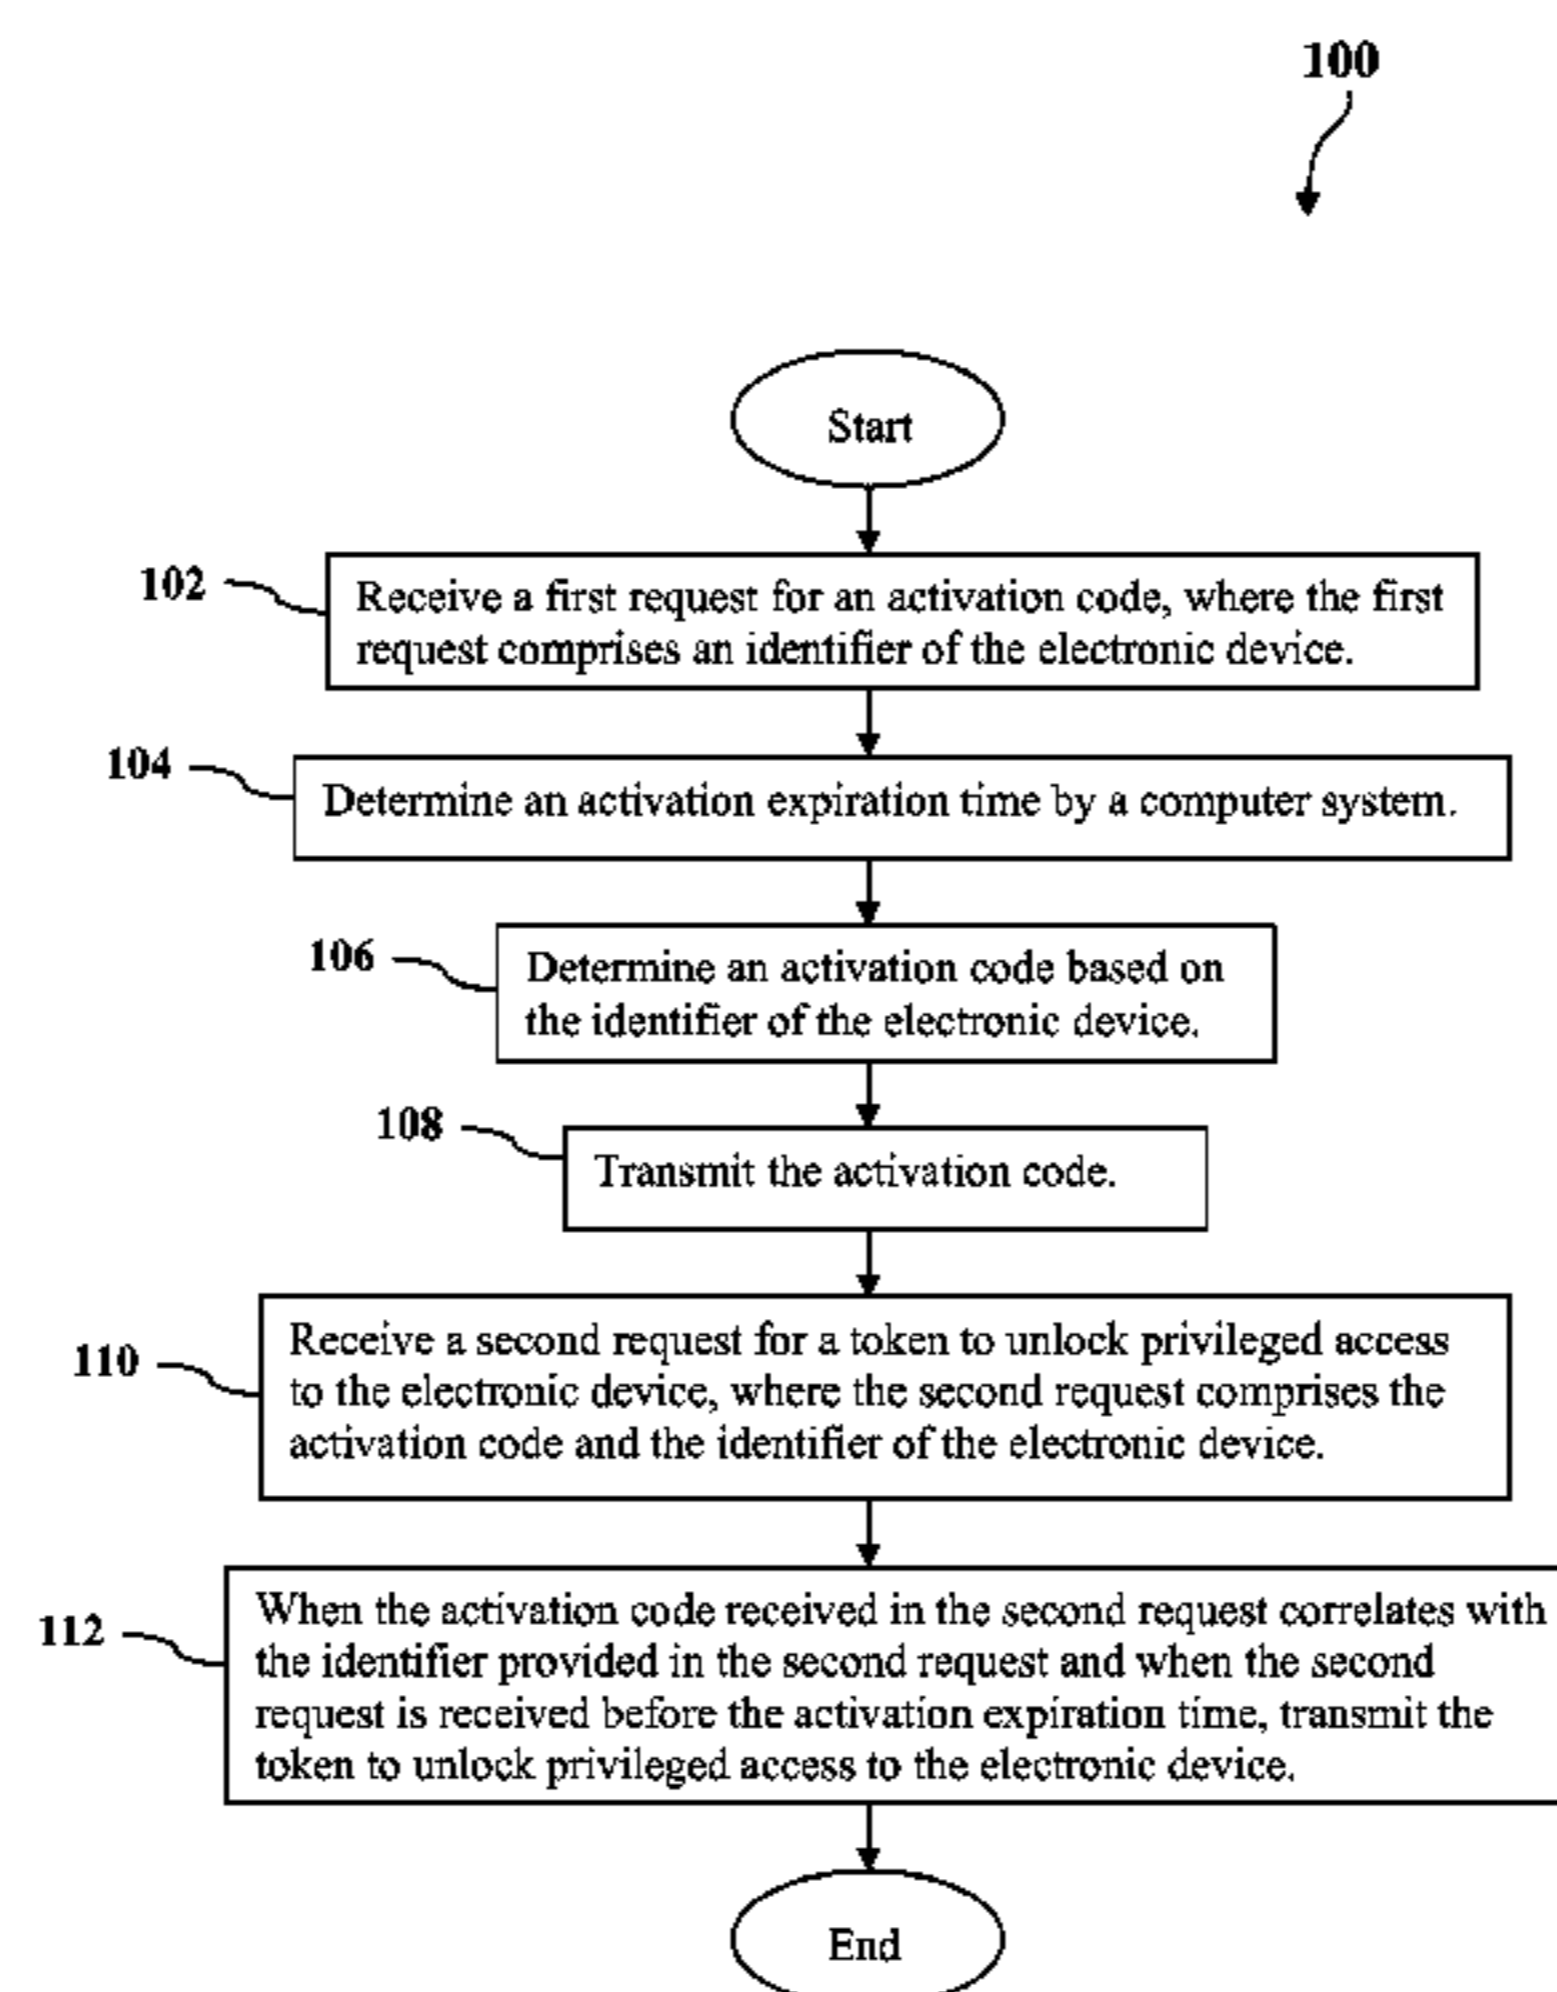 100
Start
102
Receive a first request for an activation code, where the first
request comprises an identifier of the electronic device.
104
Determine an activation expiration time by a computer system.
106
Determine an activation code based on
the identifier of the electronic device.
108
Transmit the activation code.
110
Receive a second request for a token to unlock privileged access
to the electronic device, where the second request comprises the
activation code and the identifier of the electronic device.
112
When the activation code received in the second request correlates with
the identifier provided in the second request and when the second
request is received before the activation expiration time, transmit the
token to unlock privileged access to the electronic device.
End